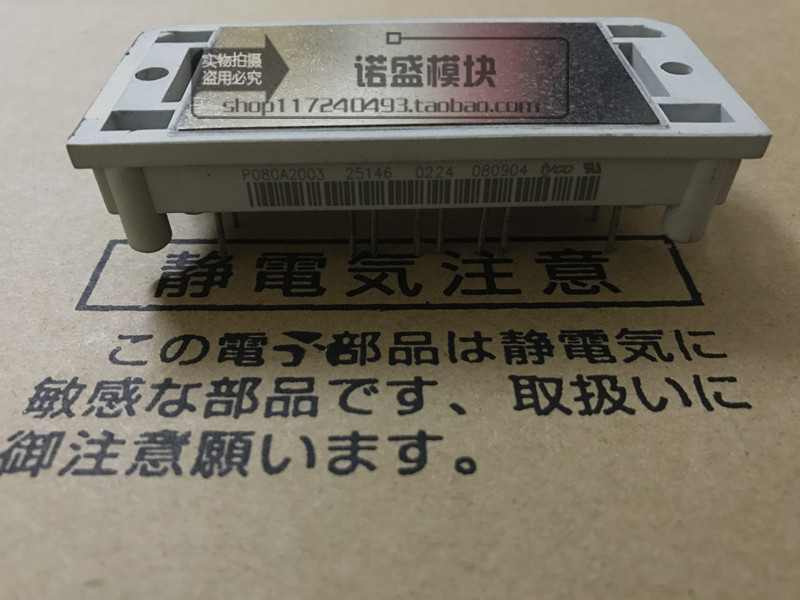 实物拍摄
盗用必究
诺盛模块
shop117240493.taobao.com
P080A2003 25146 0224 080904 tyco
静電気注意
この電子部品は静電気に
敏感な部品です、取扱いに
御注意願います。